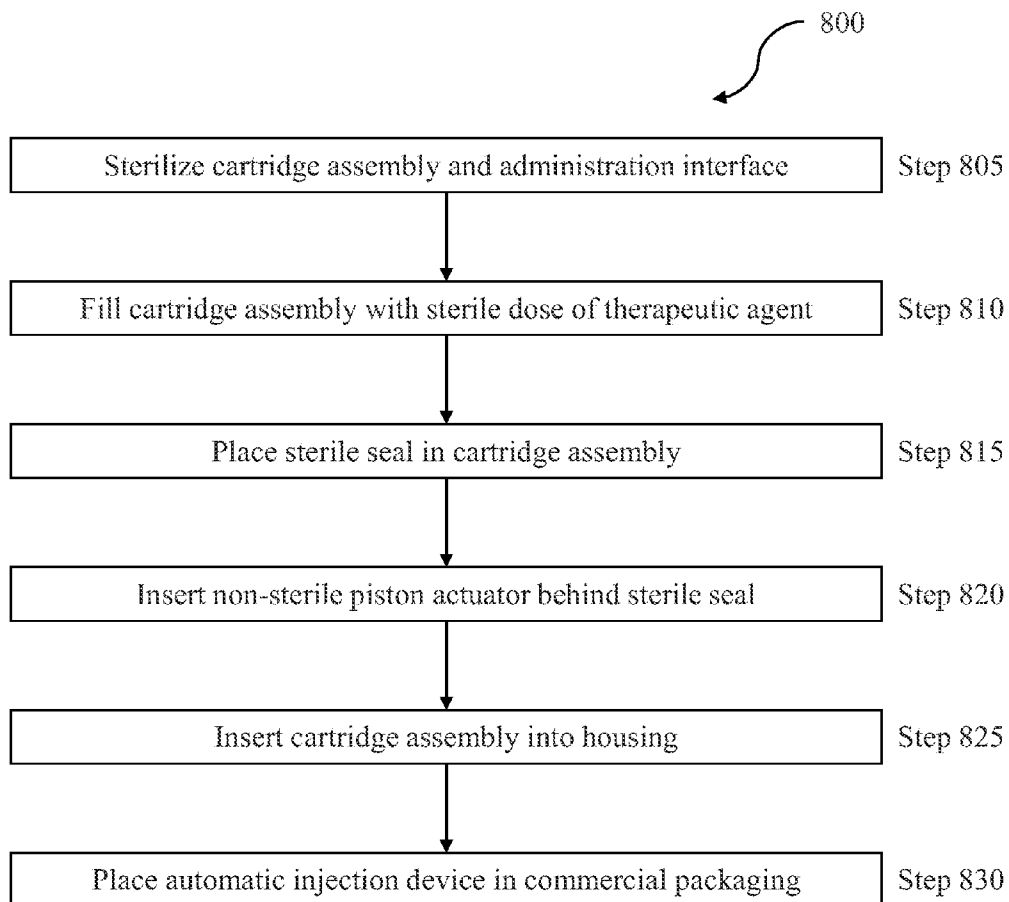 800
Sterilize cartridge assembly and administration interface Step 805
Fill cartridge assembly with sterile dose of therapeutic agent Step 810
Place sterile seal in cartridge assembly Step 815
Insert non-sterile piston actuator behind sterile seal Step 820
Insert cartridge assembly into housing Step 825
Place automatic injection device in commercial packaging Step 830